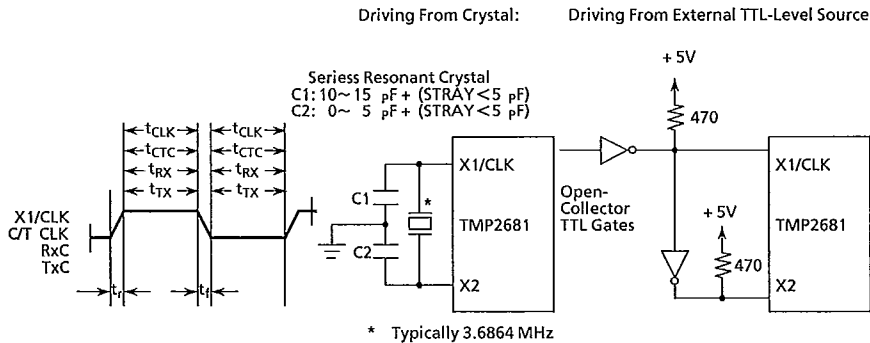 Driving From Crystal:
Driving From External TTL-Level Source
Seriess Resonant Crystal
C1: 10~ 15 pF + (STRAY<5 pF)
C2: 0~ 5 pF + (STRAY<5 pF)
tCLK
tCLK
tCTC
tCTC
tRX
tRX
tTX
tTX
X1/CLK
C/T CLK
RxC
TxC
tr
tf
C1
C2
*
X1/CLK
TMP2681
X2
* Typically 3.6864 MHz
Open-
Collector
TTL Gates
+ 5V
470
+ 5V
470
X1/CLK
TMP2681
X2